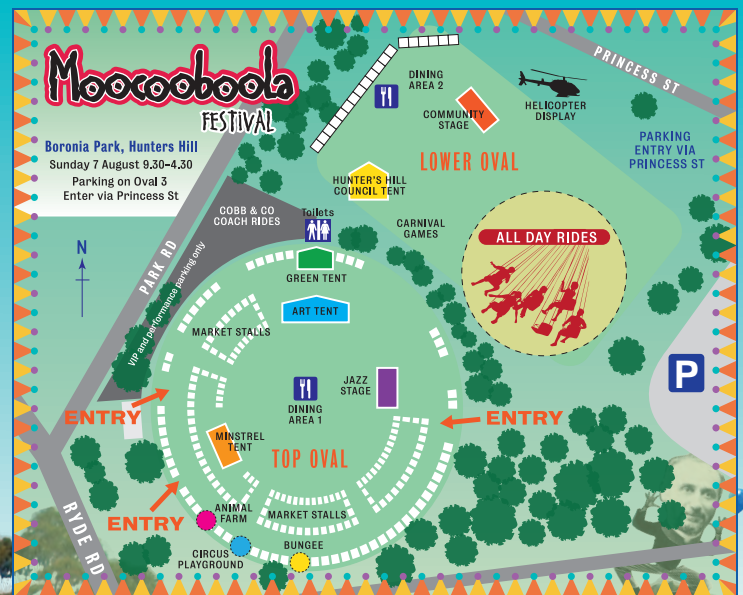 Moocooboola
FESTIVAL
Boronia Park, Hunters Hill
Sunday 7 August 9.30–4.30
Parking on Oval 3
Enter via Princess St
PRINCESS ST
DINING
AREA 2
COMMUNITY
STAGE
HELICOPTER
DISPLAY
PARKING
ENTRY VIA
PRINCESS ST
LOWER OVAL
HUNTER'S HILL
COUNCIL TENT
COBB & CO
COACH RIDES
Toilets
CARNIVAL
GAMES
ALL DAY RIDES
N
PARK RD
VIP and performance parking only
GREEN TENT
ART TENT
MARKET STALLS
P
JAZZ
STAGE
DINING
AREA 1
ENTRY
ENTRY
MINSTREL
TENT
TOP OVAL
ENTRY
RYDE RD
ANIMAL
FARM
MARKET STALLS
CIRCUS
PLAYGROUND
BUNGEE